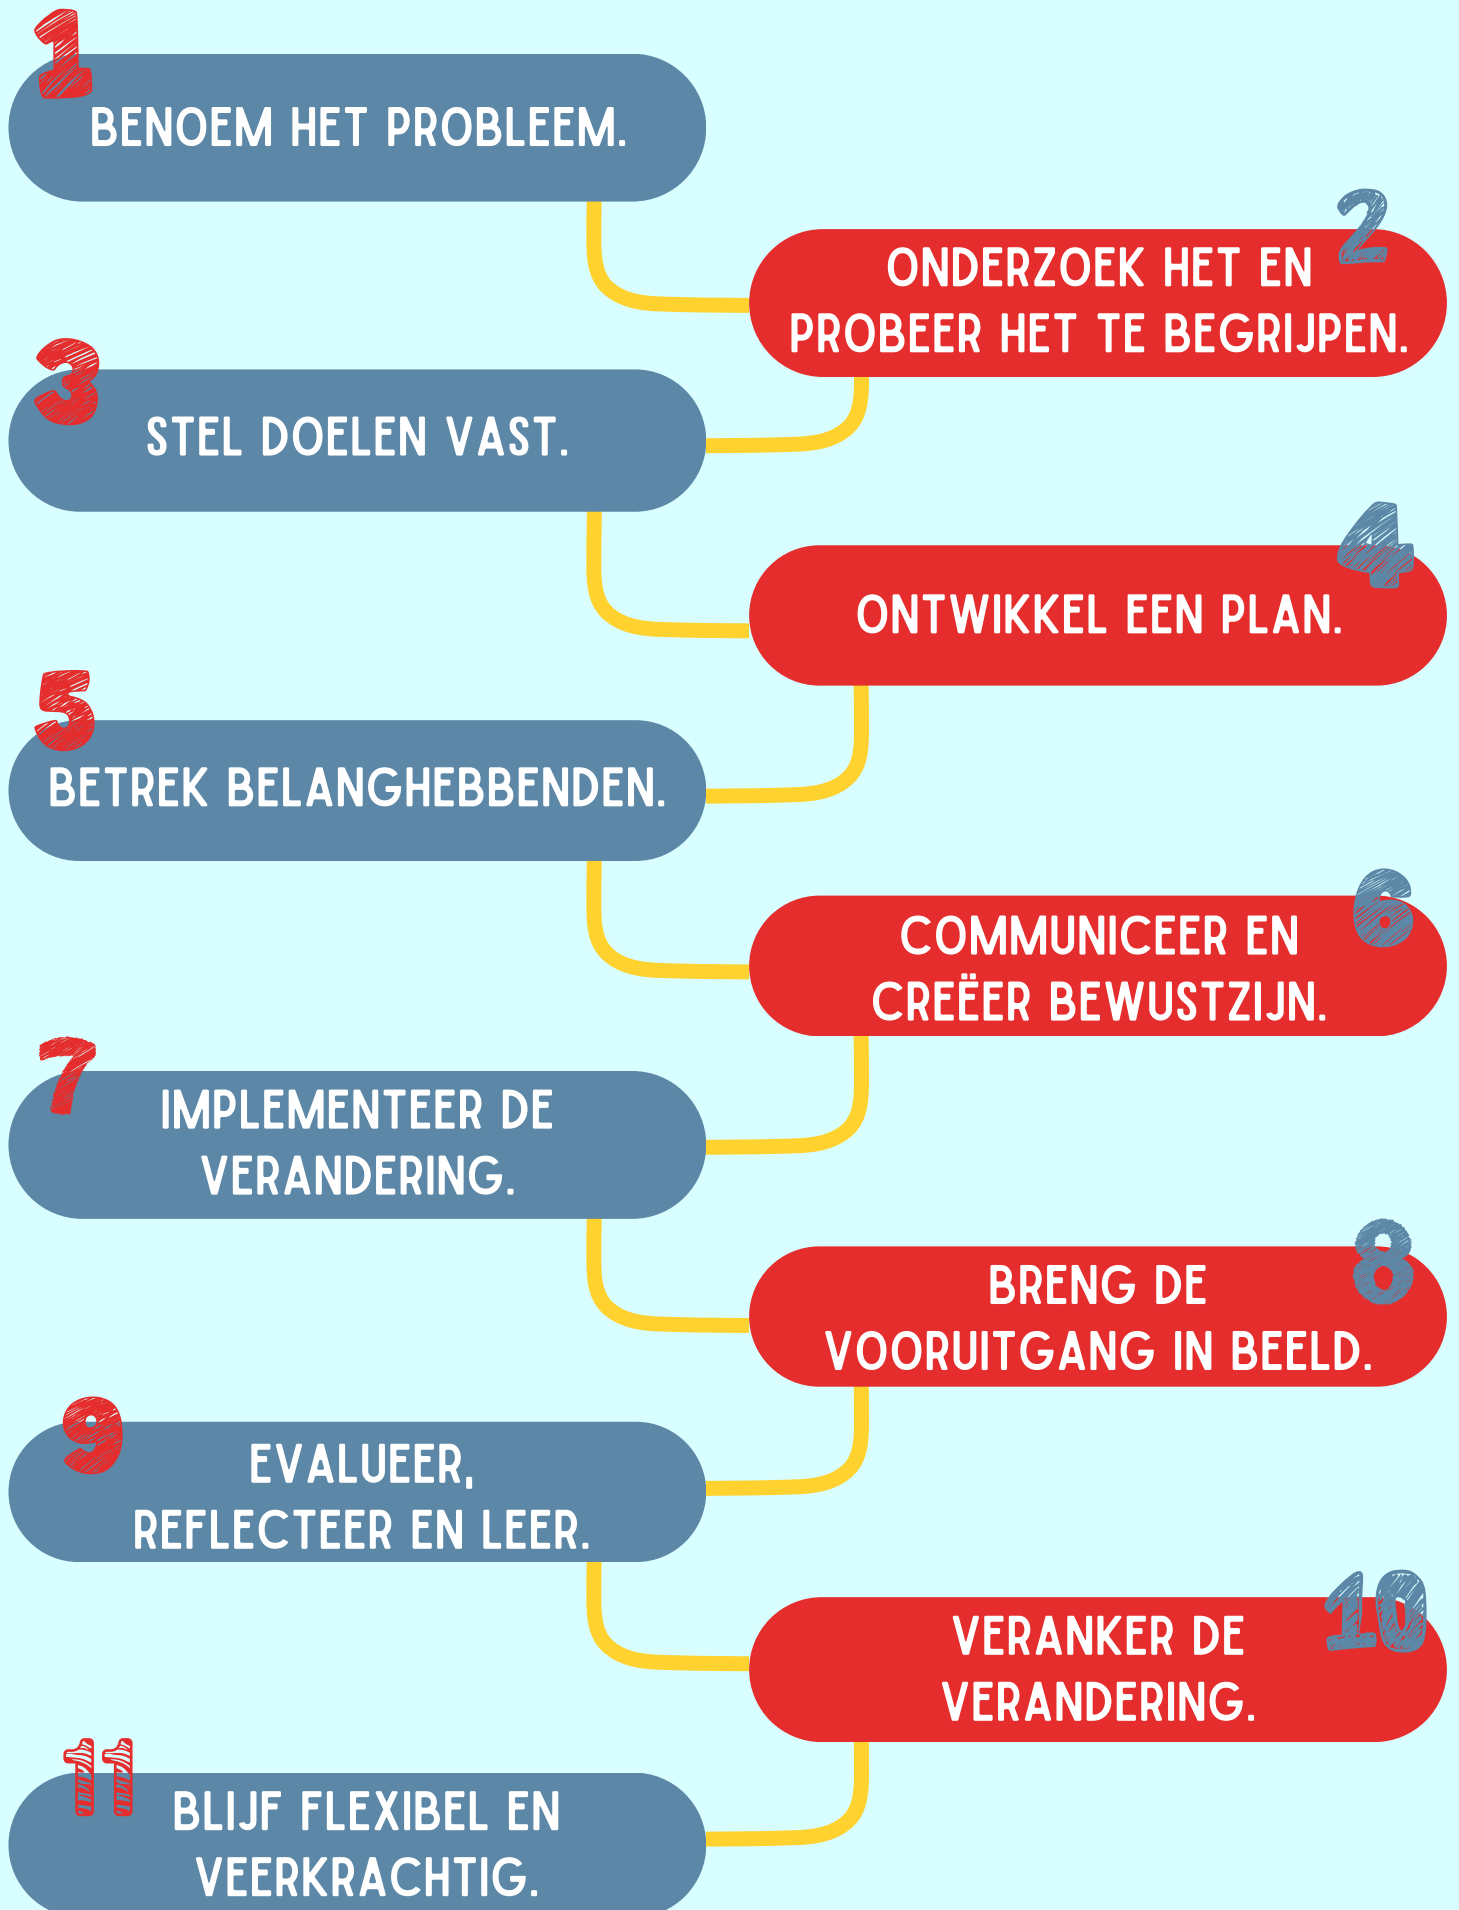 1
BENOEM HET PROBLEEM.
2
ONDERZOEK HET EN
PROBEER HET TE BEGRIJPEN.
3
STEL DOELEN VAST.
4
ONTWIKKEL EEN PLAN.
5
BETREK BELANGHEBBENDEN.
6
COMMUNICEER EN
CREËER BEWUSTZIJN.
7
IMPLEMENTEER DE
VERANDERING.
8
BRENG DE
VOORUITGANG IN BEELD.
9
EVALUEER,
REFLECTEER EN LEER.
10
VERANKER DE
VERANDERING.
11
BLIJF FLEXIBEL EN
VEERKRACHTIG.